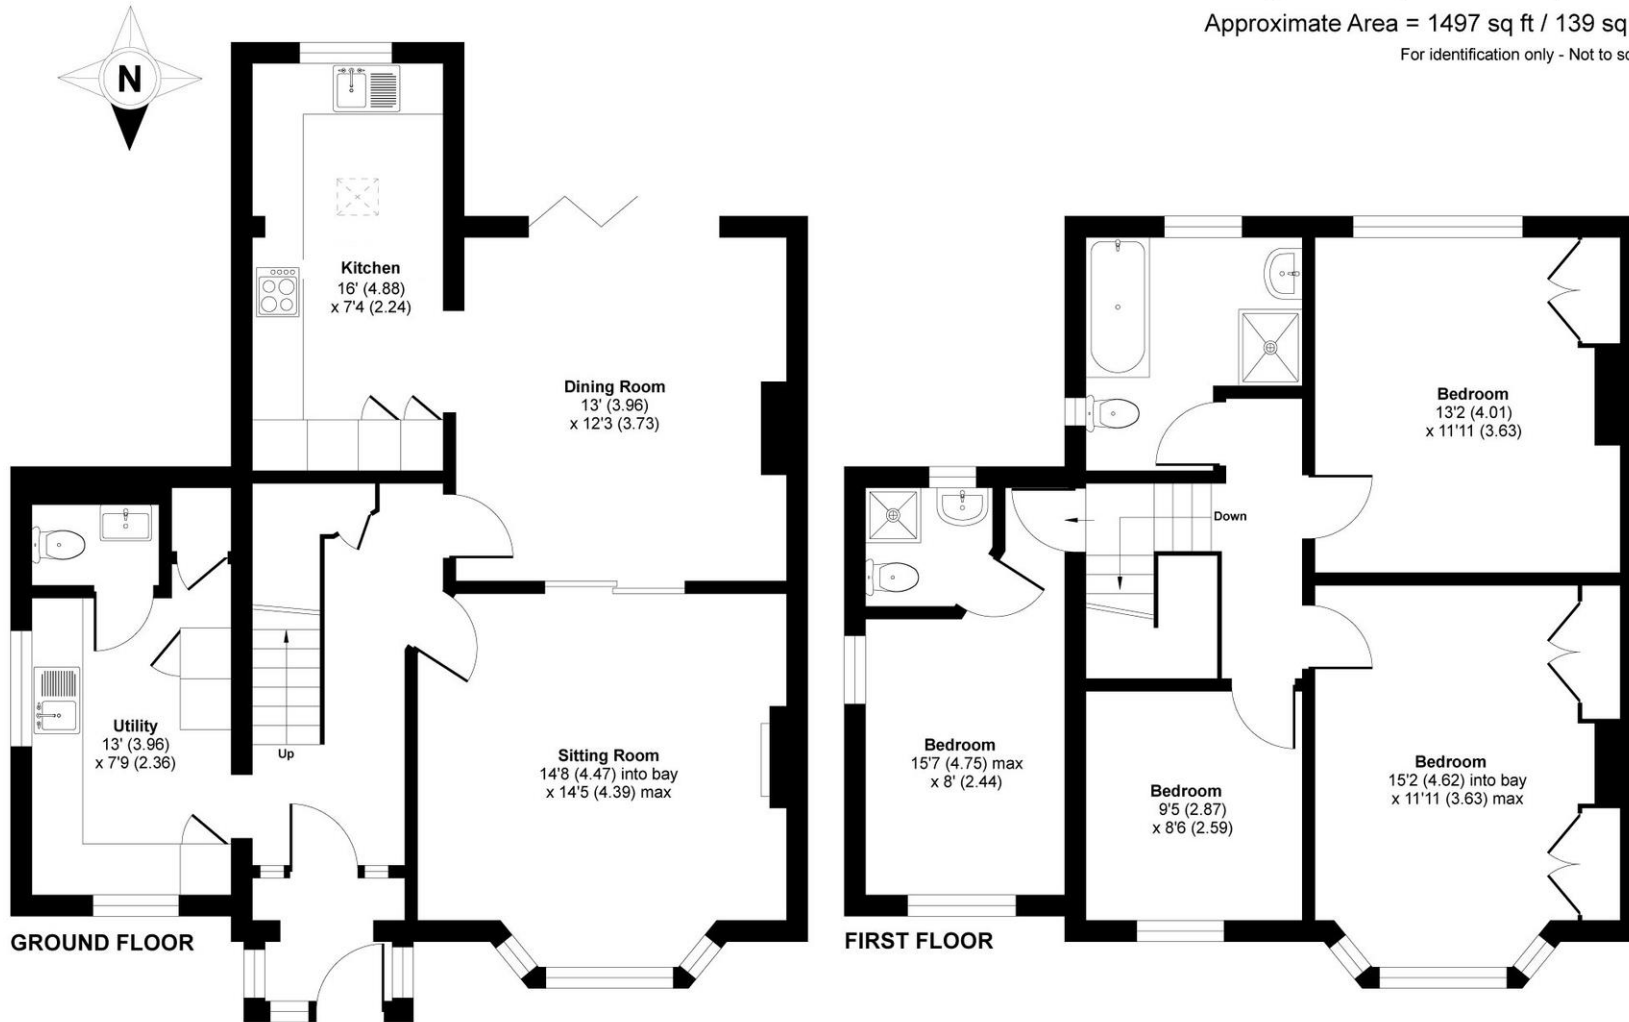 Approximate Area = 1497 sq ft / 139 sq
For identification only - Not to
N
Kitchen
16' (4.88)
x 7'4 (2.24)
Dining Room
13' (3.96)
x 12'3 (3.73)
Utility
13' (3.96)
x 7'9 (2.36)
Up
Sitting Room
14'8 (4.47) into bay
x 14'5 (4.39) max
GROUND FLOOR
Bedroom
13'2 (4.01)
x 11'11 (3.63)
Down
Bedroom
15'7 (4.75) max
x 8' (2.44)
Bedroom
9'5 (2.87)
x 8'6 (2.59)
Bedroom
15'2 (4.62) into bay
x 11'11 (3.63) max
FIRST FLOOR